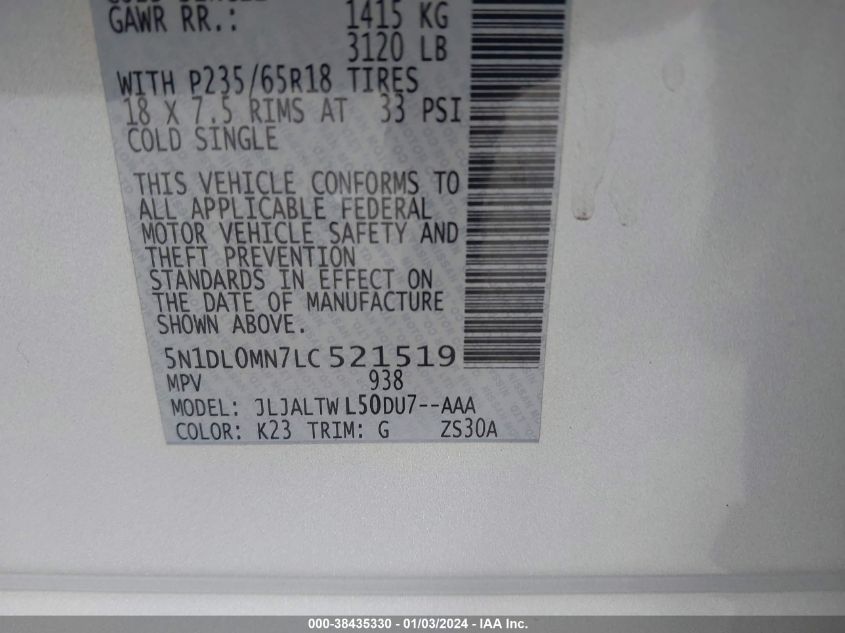 GAWR RR.: 1415 KG
3120 LB
WITH P235/65R18 TIRES
18 X 7.5 RIMS AT 33 PSI
COLD SINGLE
THIS VEHICLE CONFORMS TO
ALL APPLICABLE FEDERAL
MOTOR VEHICLE SAFETY AND
THEFT PREVENTION
STANDARDS IN EFFECT ON
THE DATE OF MANUFACTURE
SHOWN ABOVE.
5N1DL0MN7LC521519
MPV 938
MODEL: JLJALTWL50DU7--AAA
COLOR: K23 TRIM: G ZS30A
000-38435330 - 01/03/2024 - IAA Inc.